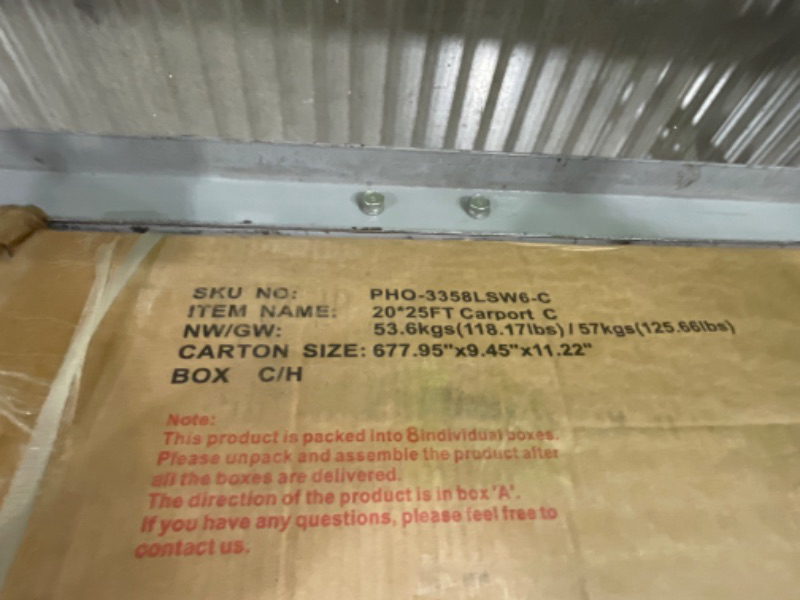 SKU NO: PHO-3358LSW6-C
ITEM NAME: 20*25FT Carport C
NW/GW: 53.6kgs(118.17lbs) / 57kgs(125.66lbs)
CARTON SIZE: 677.95"x9.45"x11.22"
BOX C/H
Note:
This product is packed into 8individual boxes.
Please unpack and assemble the product after
all the boxes are delivered.
The direction of the product is in box 'A'.
If you have any questions, please feel free to
contact us.